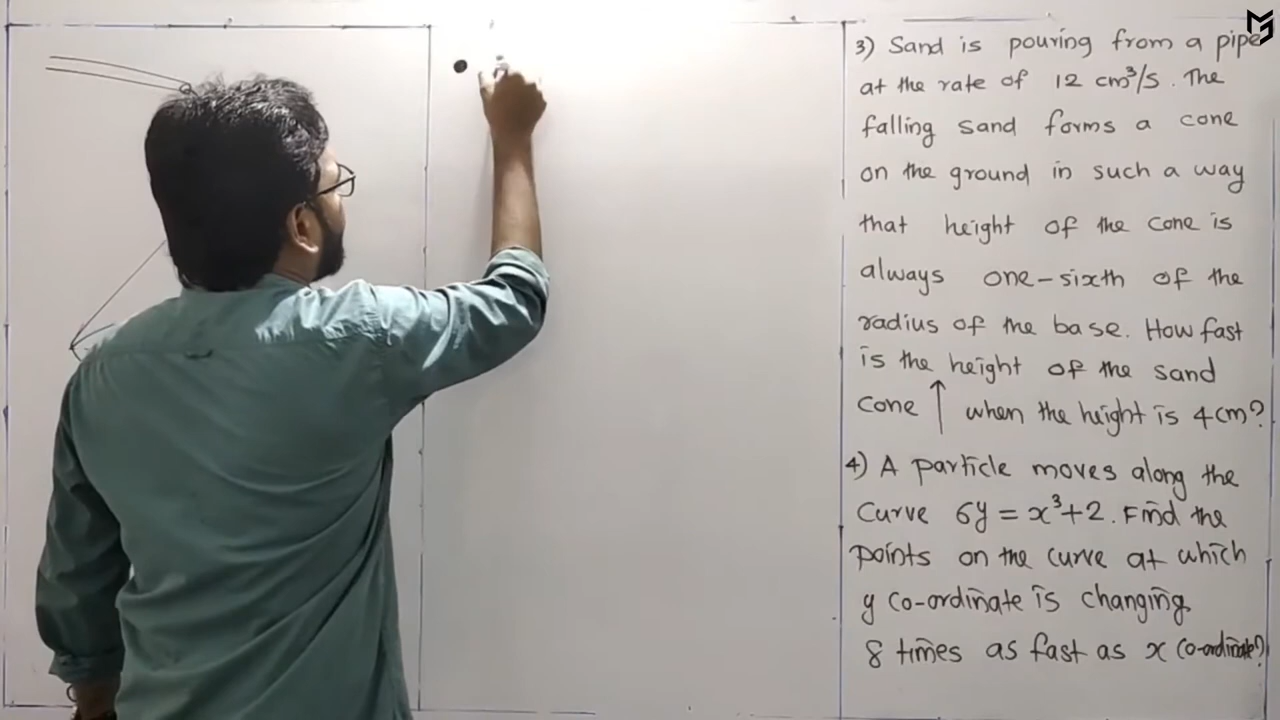 3) Sand is pouring from a pipe
at the rate of 12 cm³/s. The
falling sand forms a cone
on the ground in such a way
that height of the cone is
always one-sixth of the
radius of the base. How fast
is the height of the sand
cone ↑ when the height is 4cm?
4) A particle moves along the
curve 6y = x³+2. Find the
points on the curve at which
y co-ordinate is changing
8 times as fast as x co-ordinate?